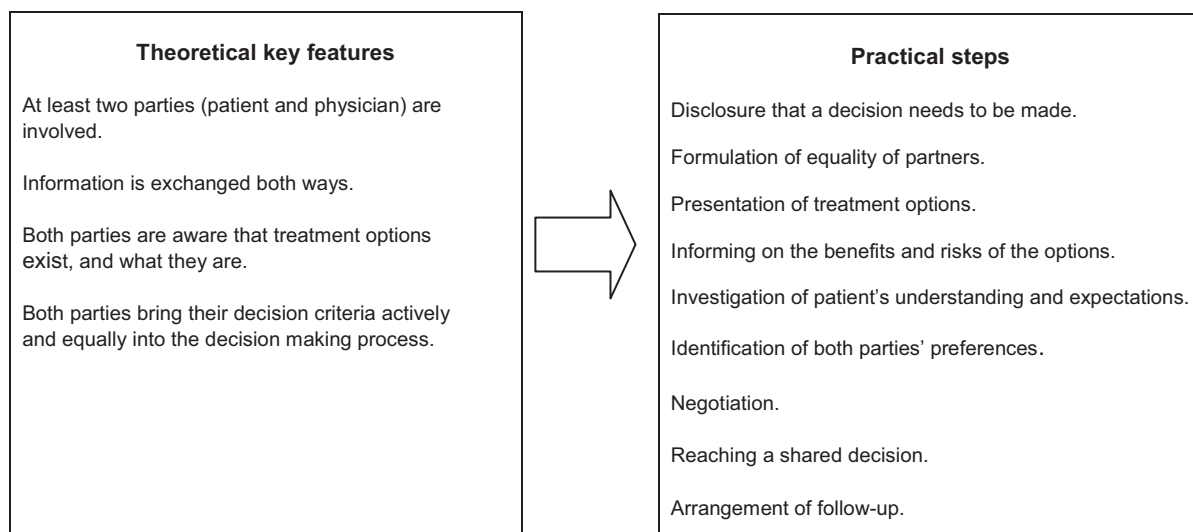 Theoretical key features
At least two parties (patient and physician) are
involved.
Information is exchanged both ways.
Both parties are aware that treatment options
exist, and what they are.
Both parties bring their decision criteria actively
and equally into the decision making process.
Practical steps
Disclosure that a decision needs to be made.
Formulation of equality of partners.
Presentation of treatment options.
Informing on the benefits and risks of the options.
Investigation of patient’s understanding and expectations.
Identification of both parties’ preferences.
Negotiation.
Reaching a shared decision.
Arrangement of follow-up.